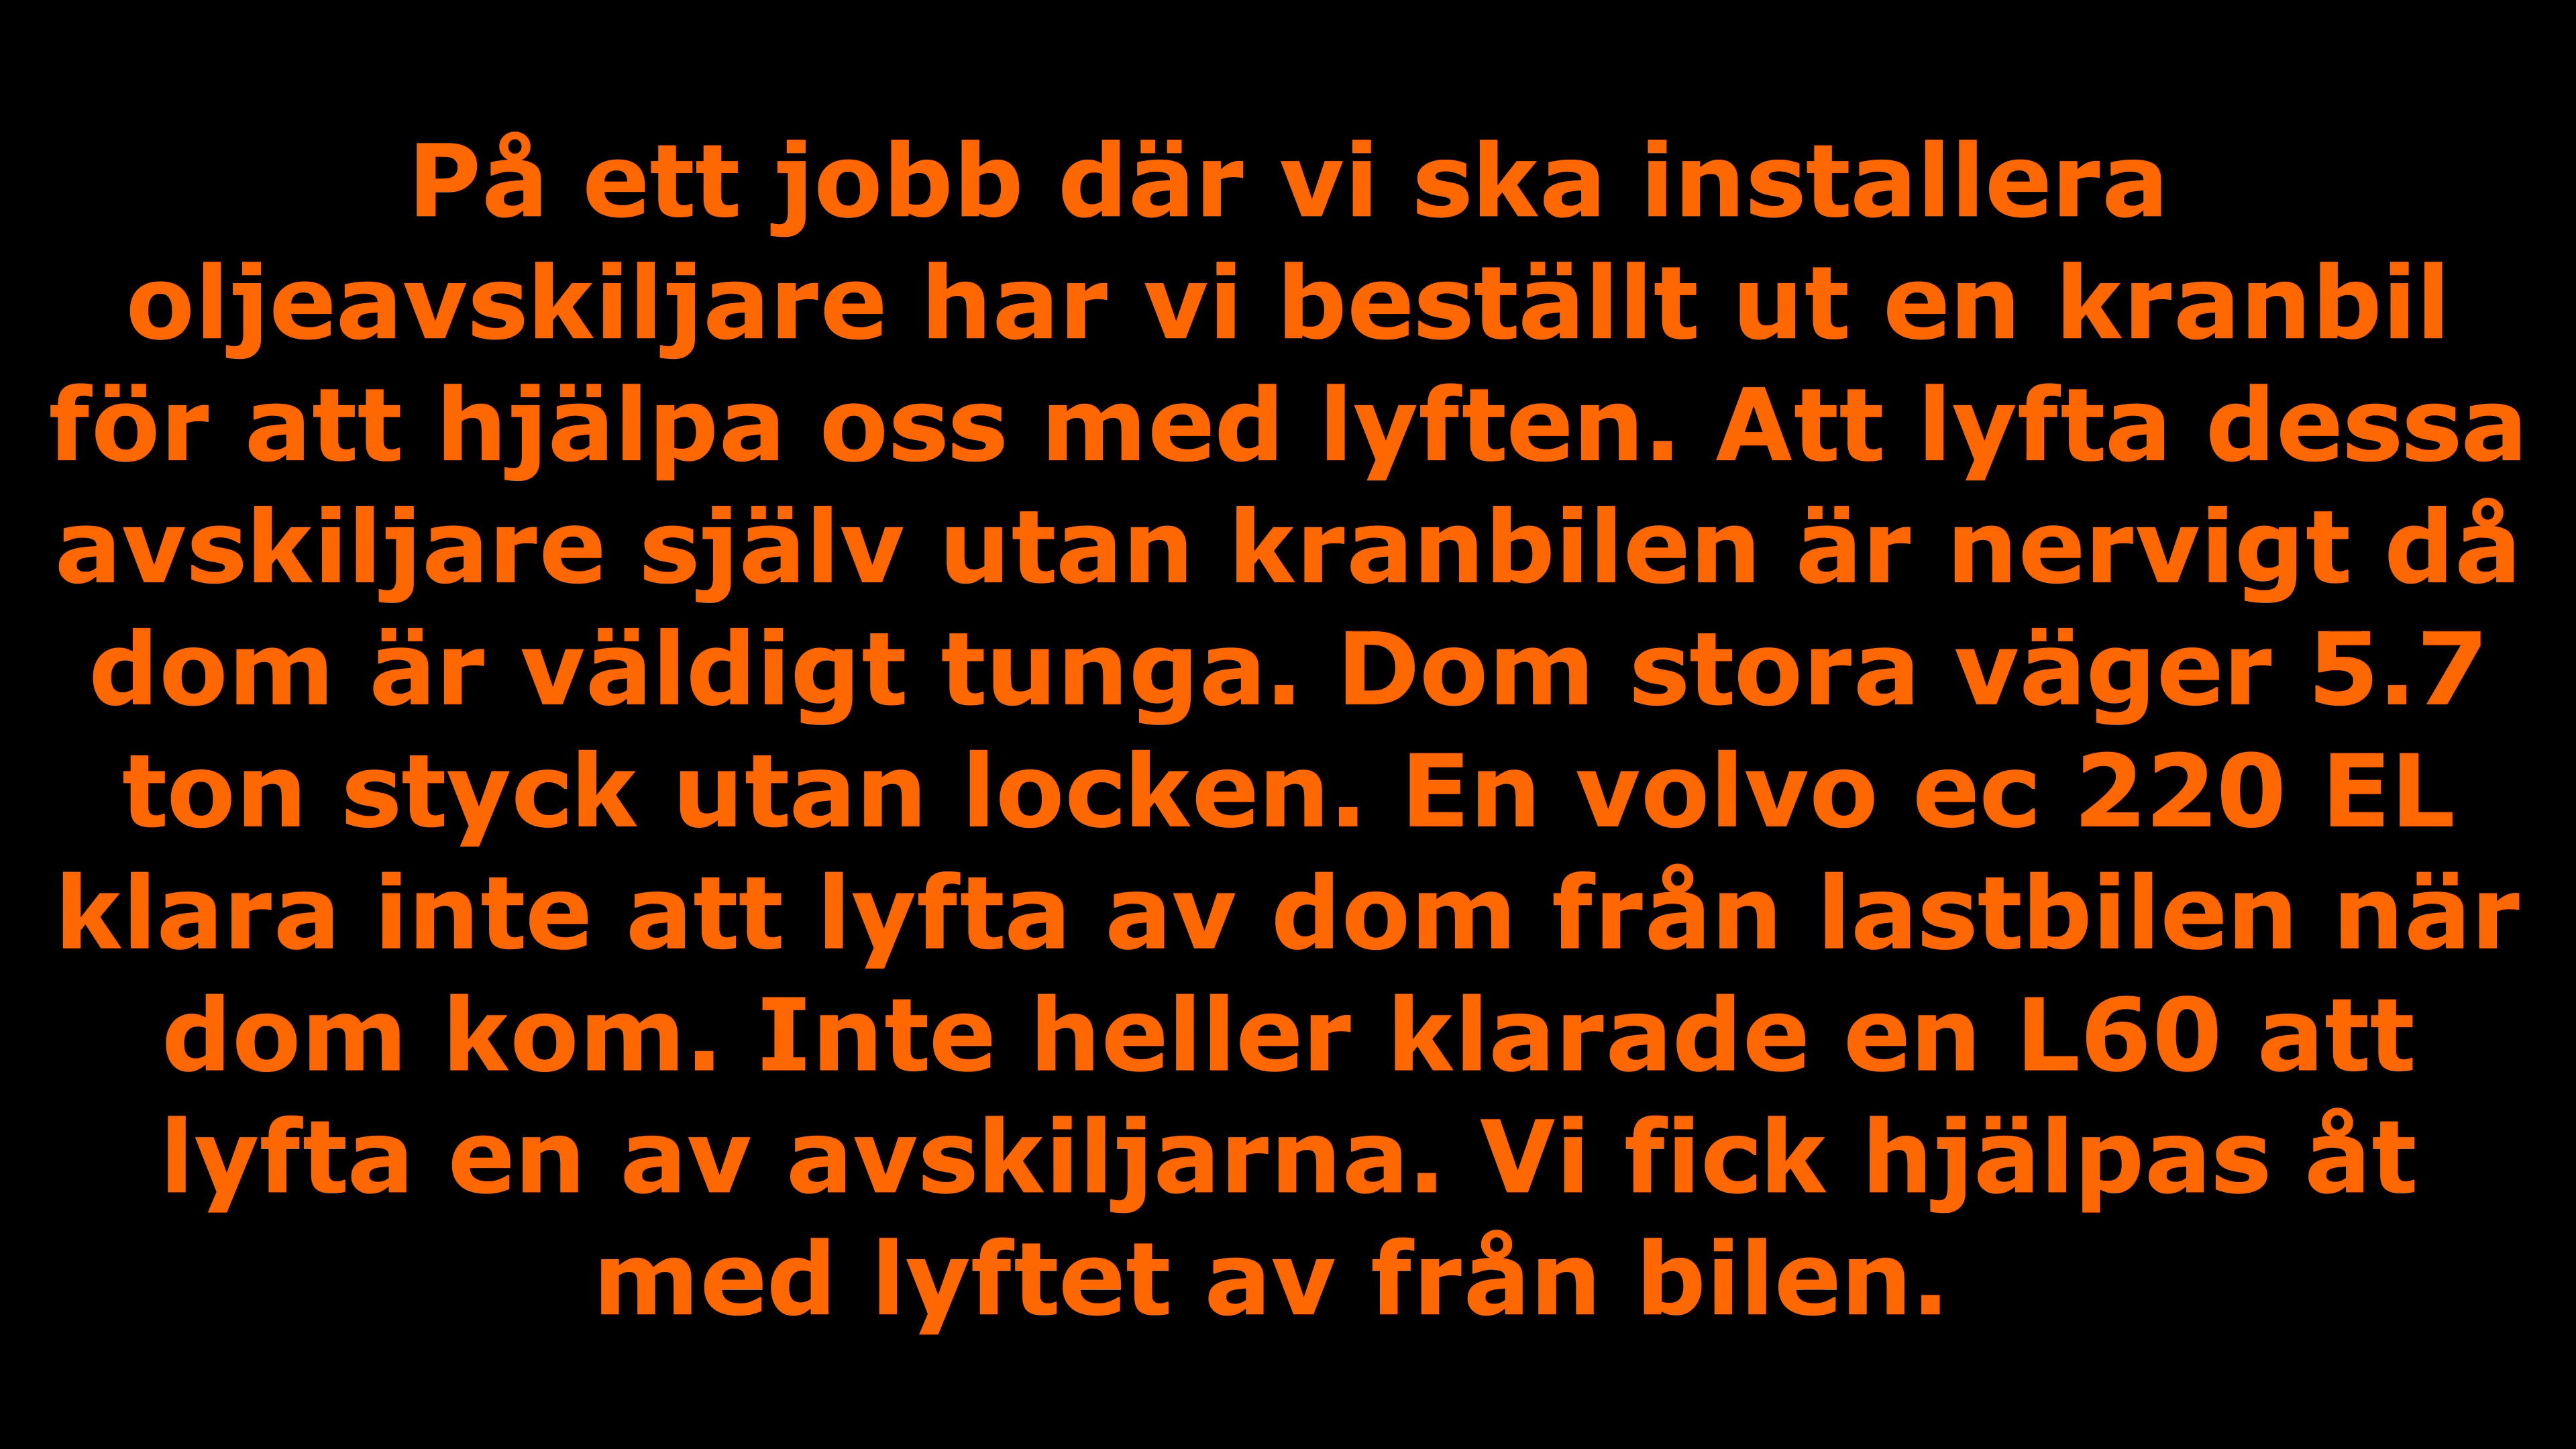 På ett jobb där vi ska installera
oljeavskiljare har vi beställt ut en kranbil
för att hjälpa oss med lyften. Att lyfta dessa
avskiljare själv utan kranbilen är nervigt då
dom är väldigt tunga. Dom stora väger 5.7
ton styck utan locken. En volvo ec 220 EL
klara inte att lyfta av dom från lastbilen när
dom kom. Inte heller klarade en L60 att
lyfta en av avskiljarna. Vi fick hjälpas åt
med lyftet av från bilen.